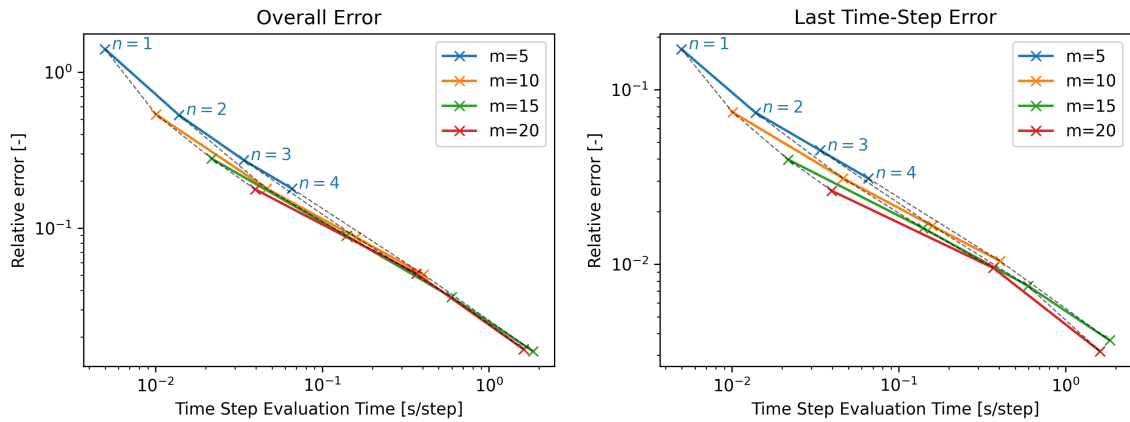 Overall Error
n = 1
n = 2
n = 3
n = 4
m=5
m=10
m=15
m=20
10⁰
10⁻¹
Relative error [-]
10⁻² 10⁻¹ 10⁰
Time Step Evaluation Time [s/step]
Last Time-Step Error
n = 1
n = 2
n = 3
n = 4
m=5
m=10
m=15
m=20
10⁻¹
10⁻²
Relative error [-]
10⁻² 10⁻¹ 10⁰
Time Step Evaluation Time [s/step]